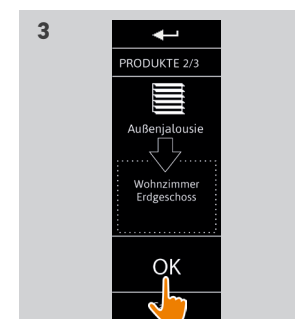 3
PRODUKTE 2/3
Außenjalousie
Wohnzimmer
Erdgeschoss
OK